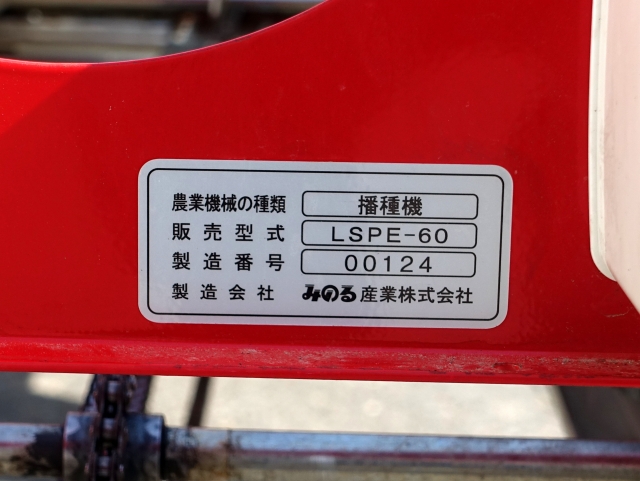 農業機械の種類 播種機
販売型式 LSPE-60
製造番号 00124
製造会社 みのる産業株式会社